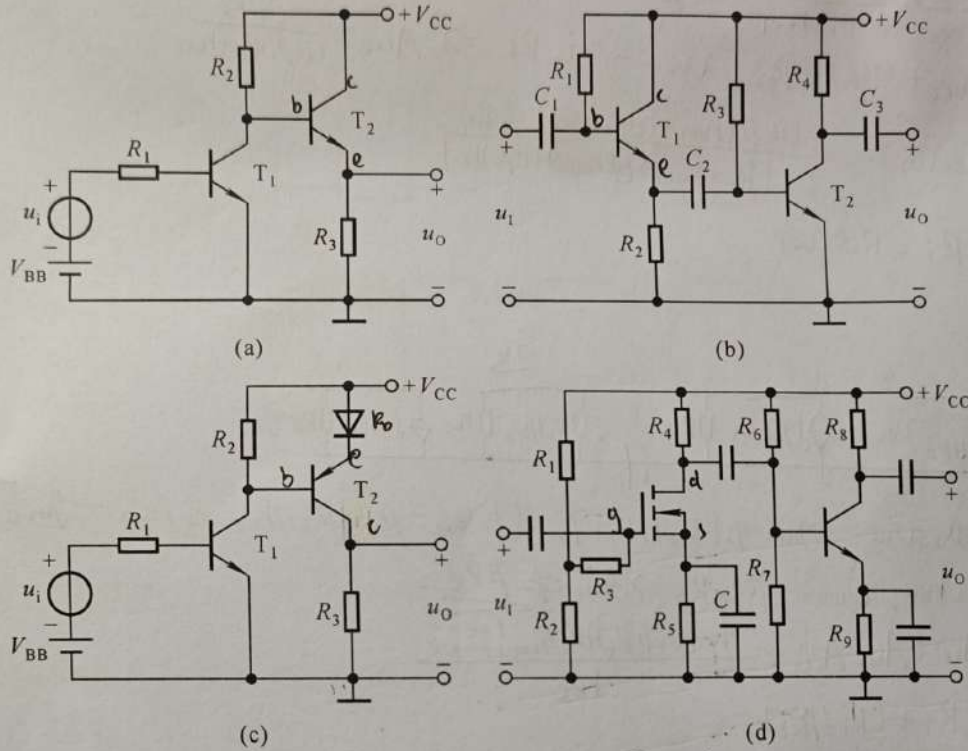 +V_CC
R_2
c
b
T_2
e
R_1
T_1
+
+
u_i
−
R_3
u_O
V_BB
−
(a)
+V_CC
R_1
c
R_4
C_1
b
T_1
R_3
C_3
+
e
C_2
+
T_2
u_I
R_2
u_O
−
−
(b)
+V_CC
R_2
e
b
T_2
c
R_1
T_1
+
+
u_i
−
R_3
u_O
V_BB
−
(c)
+V_CC
R_4
R_6
R_8
R_1
d
g
s
+
+
R_3
R_7
u_I
R_2
R_5
C
u_O
R_9
−
−
(d)